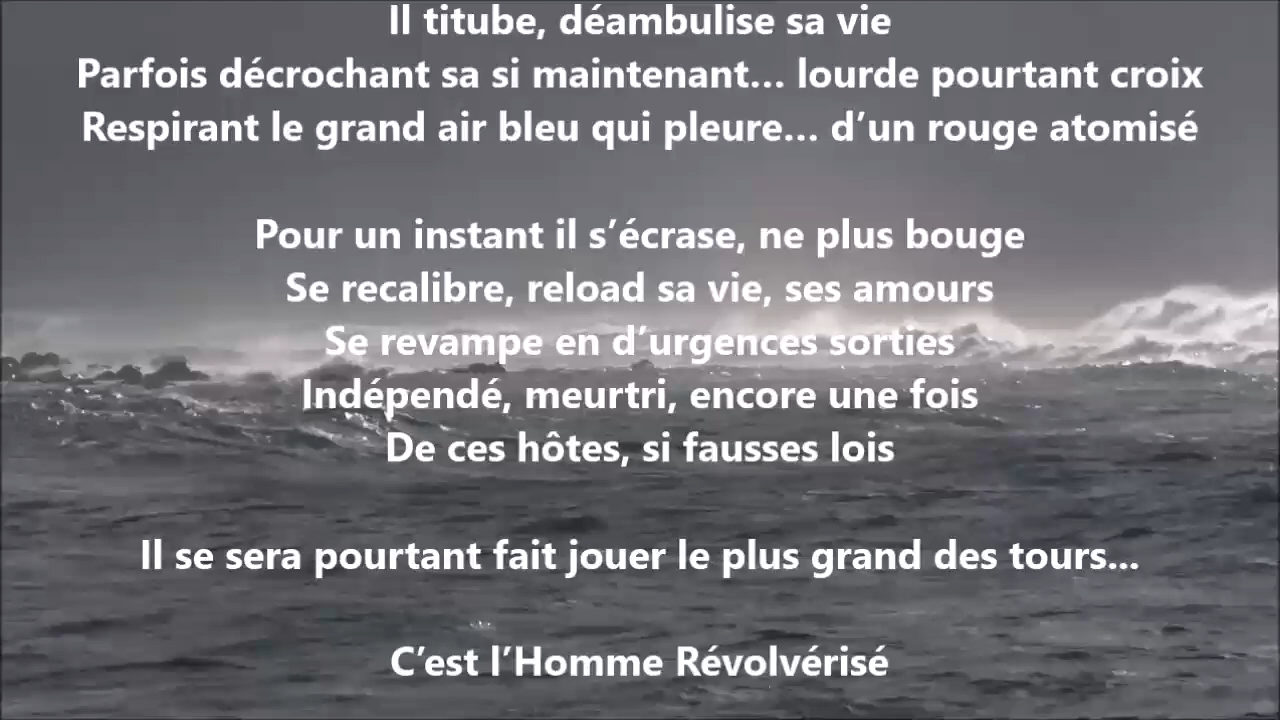 Il titube, déambulise sa vie
Parfois décrochant sa si maintenant... lourde pourtant croix
Respirant le grand air bleu qui pleure... d’un rouge atomisé
Pour un instant il s’écrase, ne plus bouge
Se recalibre, reload sa vie, ses amours
Se revampe en d’urgences sorties
Indépendé, meurtri, encore une fois
De ces hôtes, si fausses lois
Il se sera pourtant fait jouer le plus grand des tours...
C’est l’Homme Révolvérisé